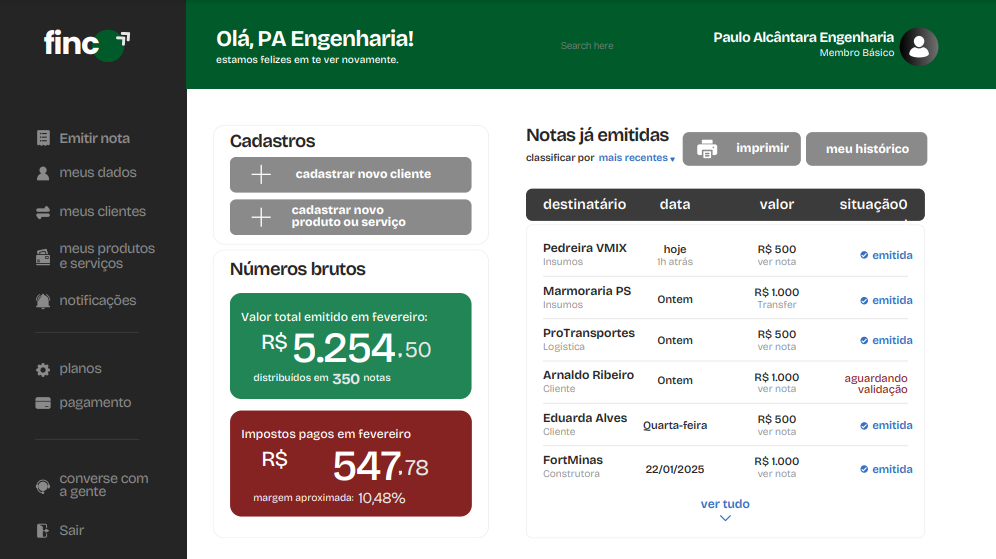 finc
Olá, PA Engenharia!
estamos felizes em te ver novamente.
Search here
Paulo Alcântara Engenharia
Membro Básico
Emitir nota
meus dados
meus clientes
meus produtos
e serviços
notificações
planos
pagamento
converse com
a gente
Sair
Cadastros
cadastrar novo cliente
cadastrar novo
produto ou serviço
Números brutos
Valor total emitido em fevereiro:
R$ 5.254,50
distribuídos em 350 notas
Impostos pagos em fevereiro
R$ 547,78
margem aproximada: 10,48%
Notas já emitidas
classificar por mais recentes
imprimir
meu histórico
destinatário data valor situação0
Pedreira VMIX hoje R$ 500 emitida
Insumos 1h atrás ver nota
Marmoraria PS Ontem R$ 1.000 emitida
Insumos Transfer
ProTransportes Ontem R$ 500 emitida
Logística ver nota
Arnaldo Ribeiro Ontem R$ 1.000 aguardando
Cliente ver nota validação
Eduarda Alves Quarta-feira R$ 500 emitida
Cliente ver nota
FortMinas 22/01/2025 R$ 1.000 emitida
Construtora ver nota
ver tudo